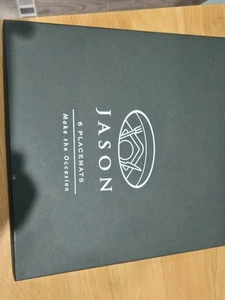 JASON
6 PLACEMATS
Make the Occasion